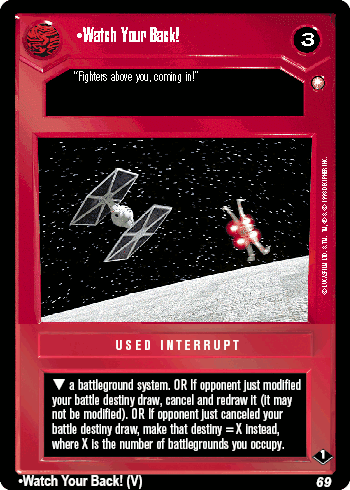 •Watch Your Back!
3
“Fighters above you, coming in!”
USED INTERRUPT
▼ a battleground system. OR If opponent just modified
your battle destiny draw, cancel and redraw it (it may
not be modified). OR If opponent just canceled your
battle destiny draw, make that destiny = X instead,
where X is the number of battlegrounds you occupy.
1
•Watch Your Back! (V)
69